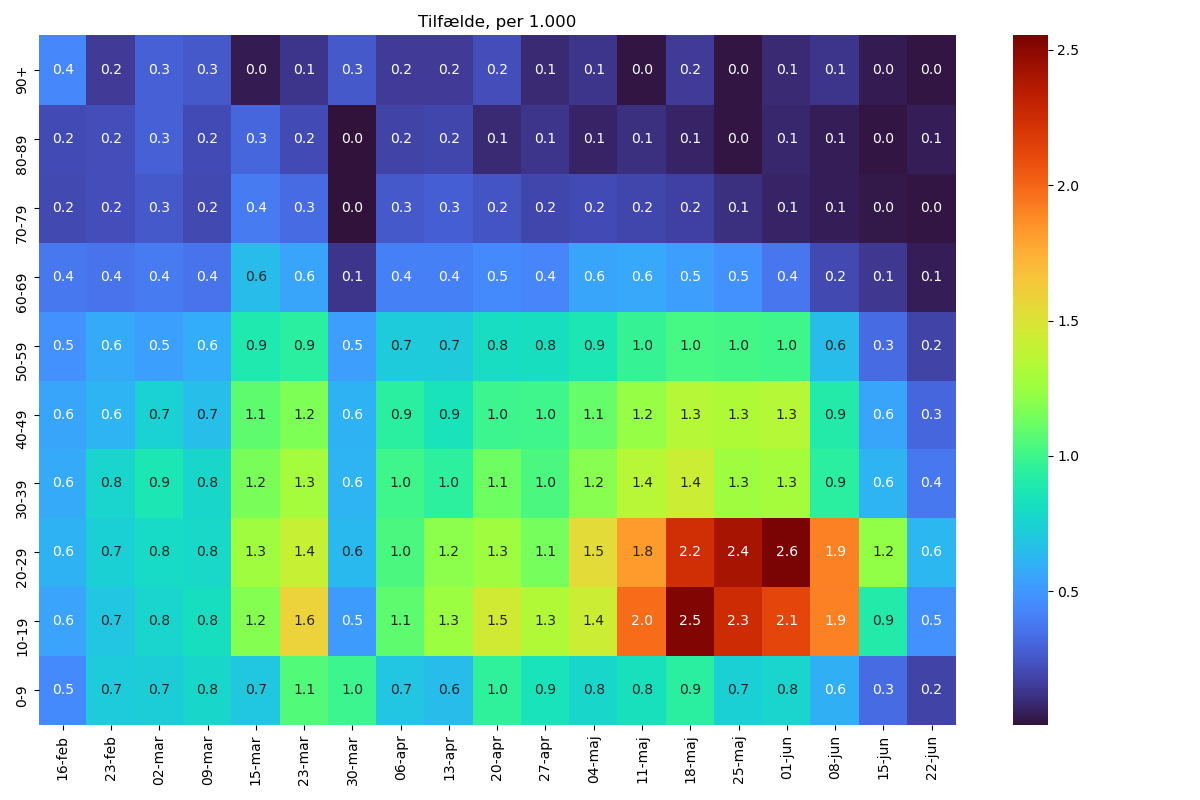 Tilfælde, per 1.000
90+ 0.4 0.2 0.3 0.3 0.0 0.1 0.3 0.2 0.2 0.2 0.1 0.1 0.0 0.2 0.0 0.1 0.1 0.0 0.0
80-89 0.2 0.2 0.3 0.2 0.3 0.2 0.0 0.2 0.2 0.1 0.1 0.1 0.1 0.1 0.0 0.1 0.1 0.0 0.1
70-79 0.2 0.2 0.3 0.2 0.4 0.3 0.0 0.3 0.3 0.2 0.2 0.2 0.2 0.2 0.1 0.1 0.1 0.0 0.0
60-69 0.4 0.4 0.4 0.4 0.6 0.6 0.1 0.4 0.4 0.5 0.4 0.6 0.6 0.5 0.5 0.4 0.2 0.1 0.1
50-59 0.5 0.6 0.5 0.6 0.9 0.9 0.5 0.7 0.7 0.8 0.8 0.9 1.0 1.0 1.0 1.0 0.6 0.3 0.2
40-49 0.6 0.6 0.7 0.7 1.1 1.2 0.6 0.9 0.9 1.0 1.0 1.1 1.2 1.3 1.3 1.3 0.9 0.6 0.3
30-39 0.6 0.8 0.9 0.8 1.2 1.3 0.6 1.0 1.0 1.1 1.0 1.2 1.4 1.4 1.3 1.3 0.9 0.6 0.4
20-29 0.6 0.7 0.8 0.8 1.3 1.4 0.6 1.0 1.2 1.3 1.1 1.5 1.8 2.2 2.4 2.6 1.9 1.2 0.6
10-19 0.6 0.7 0.8 0.8 1.2 1.6 0.5 1.1 1.3 1.5 1.3 1.4 2.0 2.5 2.3 2.1 1.9 0.9 0.5
0-9 0.5 0.7 0.7 0.8 0.7 1.1 1.0 0.7 0.6 1.0 0.9 0.8 0.8 0.9 0.7 0.8 0.6 0.3 0.2
16-feb 23-feb 02-mar 09-mar 15-mar 23-mar 30-mar 06-apr 13-apr 20-apr 27-apr 04-maj 11-maj 18-maj 25-maj 01-jun 08-jun 15-jun 22-jun
2.5
2.0
1.5
1.0
0.5